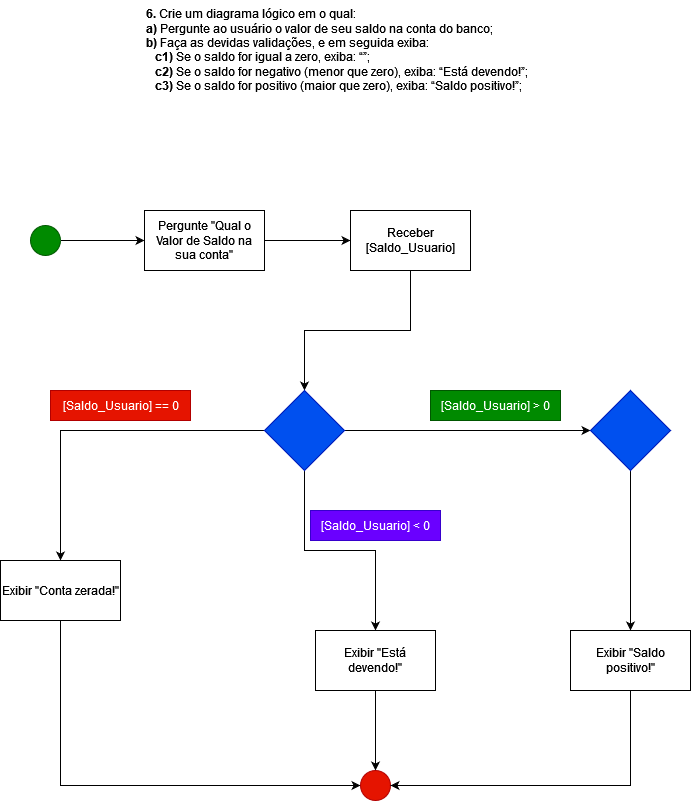 6. Crie um diagrama lógico em o qual:
a) Pergunte ao usuário o valor de seu saldo na conta do banco;
b) Faça as devidas validações, e em seguida exiba:
c1) Se o saldo for igual a zero, exiba: “”;
c2) Se o saldo for negativo (menor que zero), exiba: “Está devendo!”;
c3) Se o saldo for positivo (maior que zero), exiba: “Saldo positivo!”;
Pergunte "Qual o
Valor de Saldo na
sua conta"
Receber
[Saldo_Usuario]
[Saldo_Usuario] == 0
[Saldo_Usuario] > 0
[Saldo_Usuario] < 0
Exibir "Conta zerada!"
Exibir "Está
devendo!"
Exibir "Saldo
positivo!"